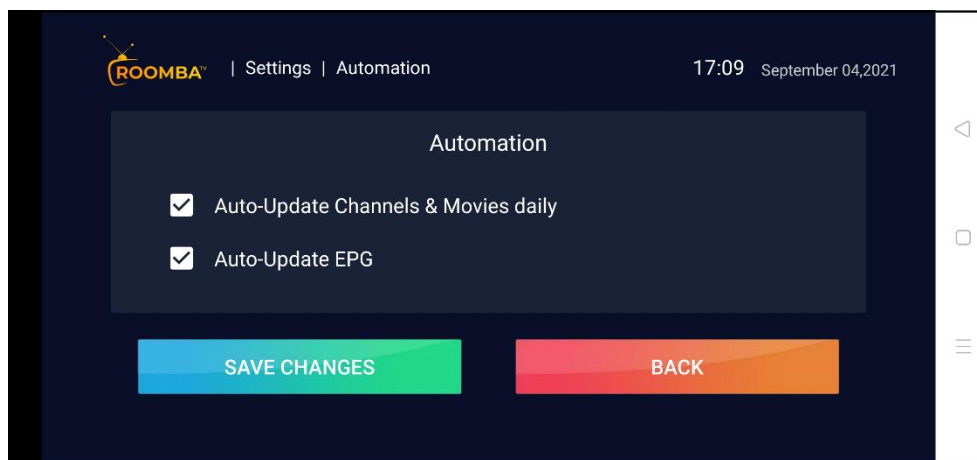 ROOMBA TV | Settings | Automation 17:09 September 04,2021
Automation
Auto-Update Channels & Movies daily
Auto-Update EPG
SAVE CHANGES BACK